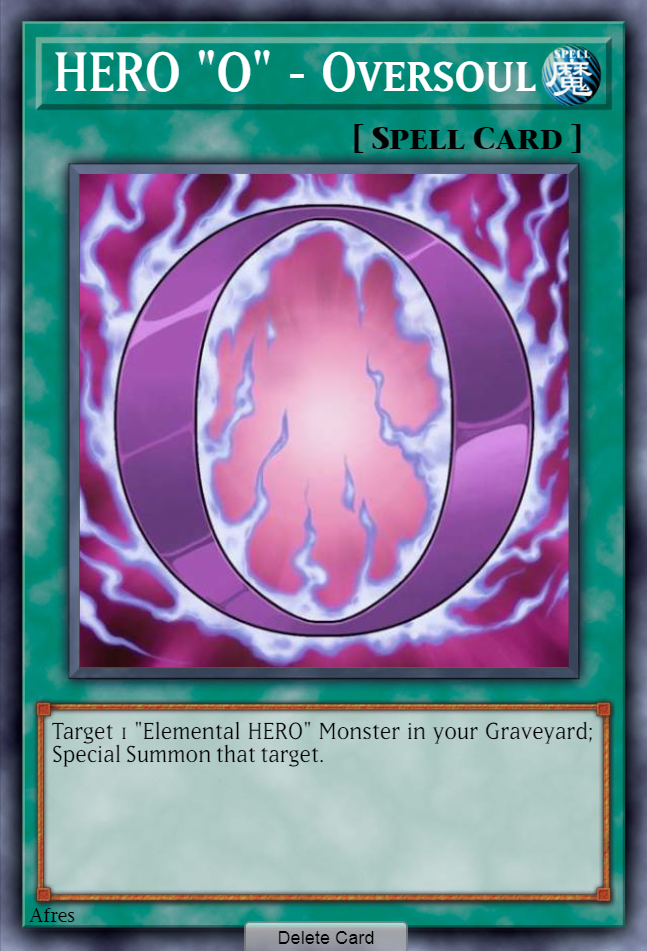 HERO "O" - Oversoul
SPELL
魔
[ Spell Card ]
Target 1 "Elemental HERO" Monster in your Graveyard;
Special Summon that target.
Afres
Delete Card